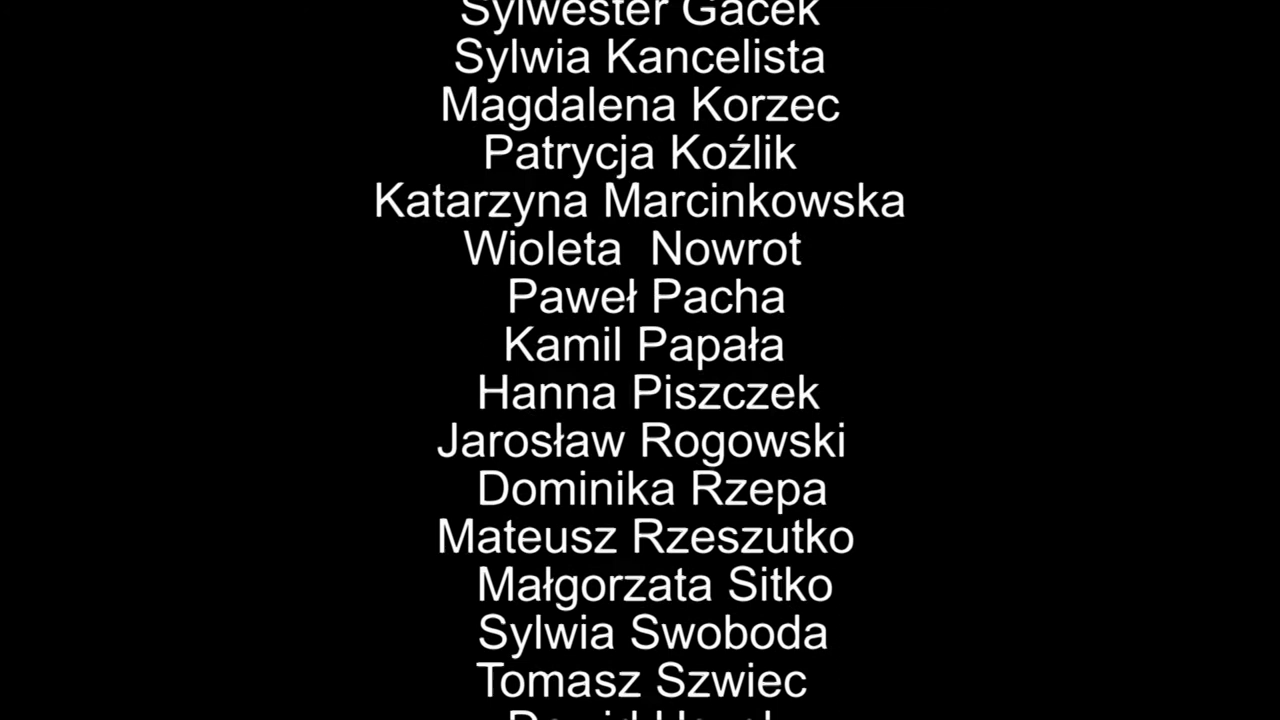 Sylwester Gacek
Sylwia Kancelista
Magdalena Korzec
Patrycja Koźlik
Katarzyna Marcinkowska
Wioleta  Nowrot
Paweł Pacha
Kamil Papała
Hanna Piszczek
Jarosław Rogowski
Dominika Rzepa
Mateusz Rzeszutko
Małgorzata Sitko
Sylwia Swoboda
Tomasz Szwiec